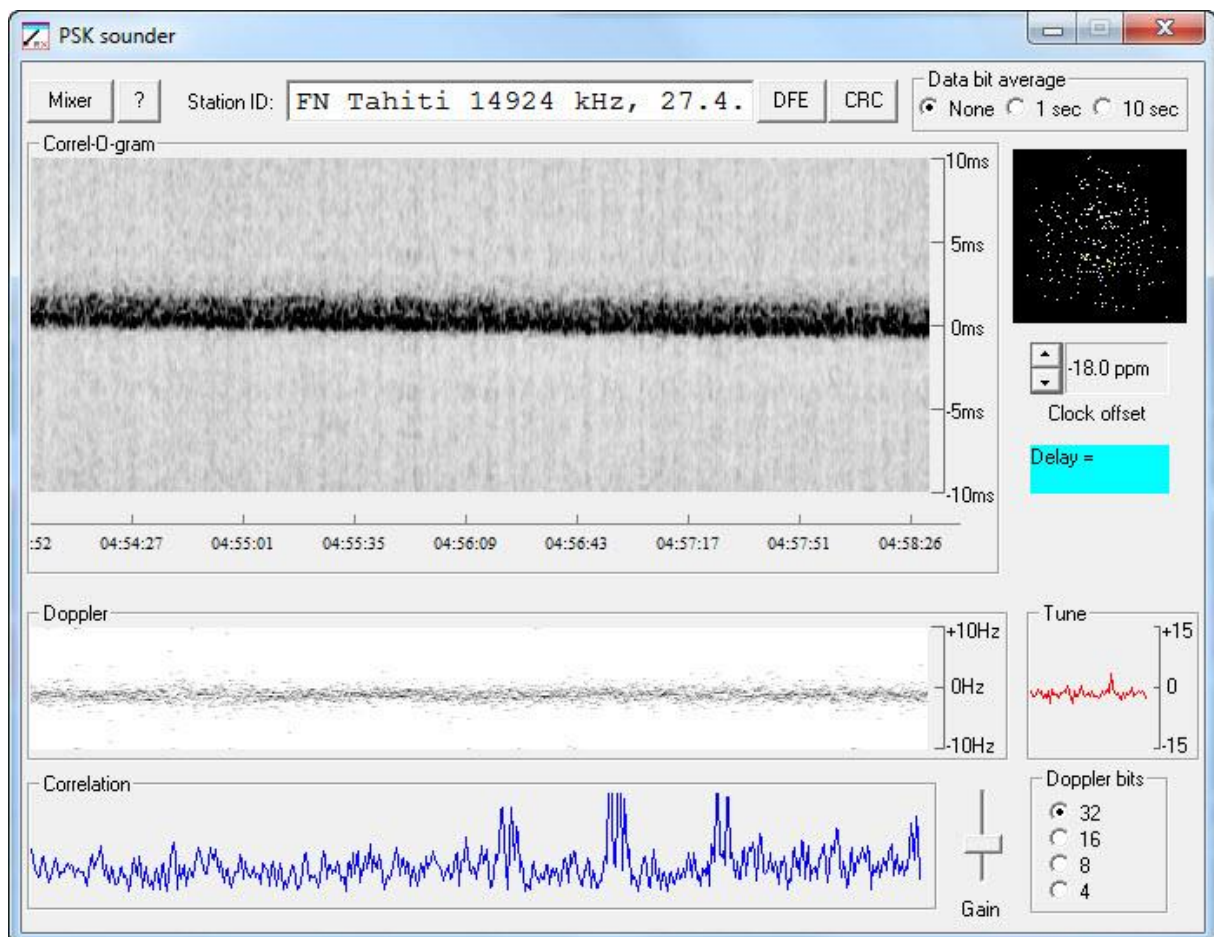 PSK sounder
Mixer ? Station ID: FN Tahiti 14924 kHz, 27.4. DFE CRC
Data bit average
None 1 sec 10 sec
Correl-O-gram
10ms
5ms
0ms
-5ms
-10ms
:52 04:54:27 04:55:01 04:55:35 04:56:09 04:56:43 04:57:17 04:57:51 04:58:26
-18.0 ppm
Clock offset
Delay =
Doppler
+10Hz
0Hz
-10Hz
Tune
+15
0
-15
Correlation
Gain
Doppler bits
32
16
8
4